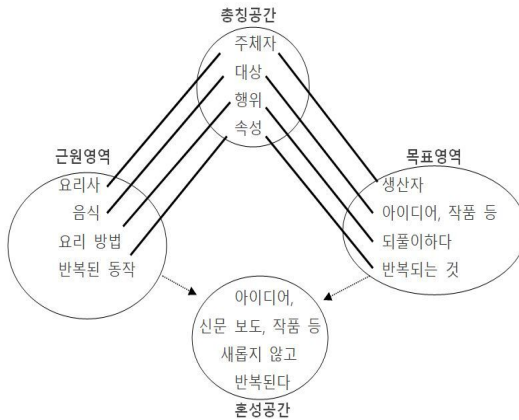 총칭공간
주체자
대상
행위
속성
근원영역
요리사
음식
요리 방법
반복된 동작
목표영역
생산자
아이디어, 작품 등
되풀이하다
반복되는 것
아이디어,
신문 보도, 작품 등
새롭지 않고
반복된다
혼성공간